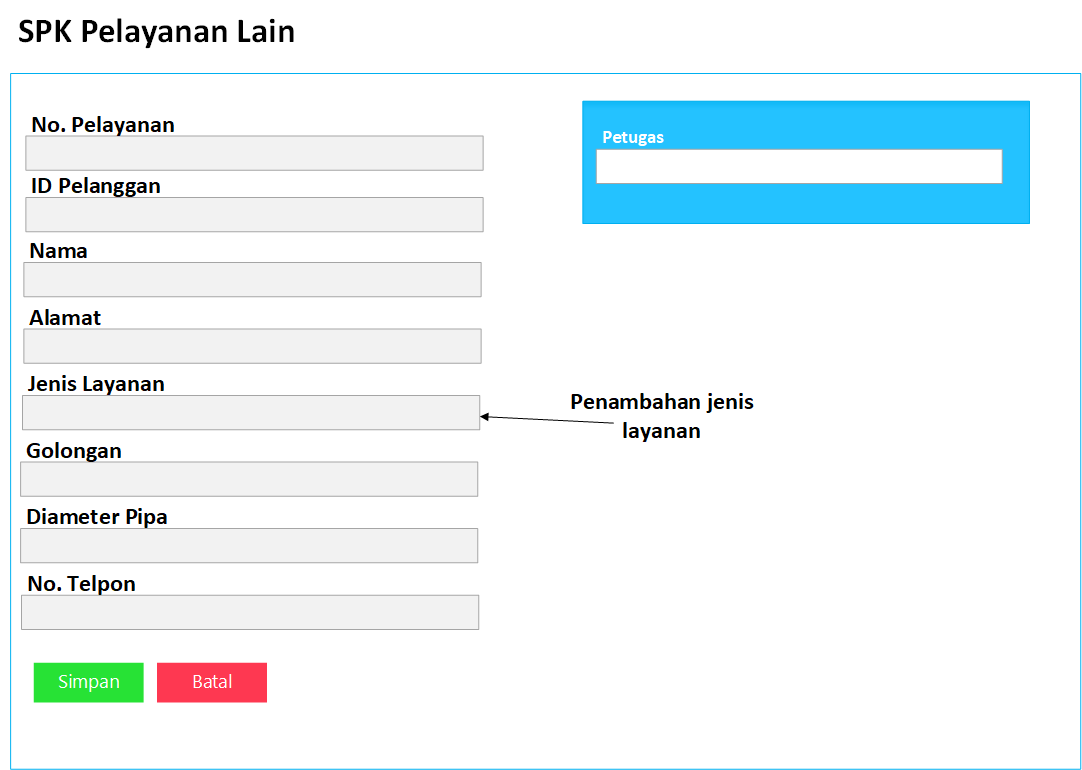 SPK Pelayanan Lain
No. Pelayanan
ID Pelanggan
Nama
Alamat
Jenis Layanan
Golongan
Diameter Pipa
No. Telpon
Simpan
Batal
Petugas
Penambahan jenis
layanan